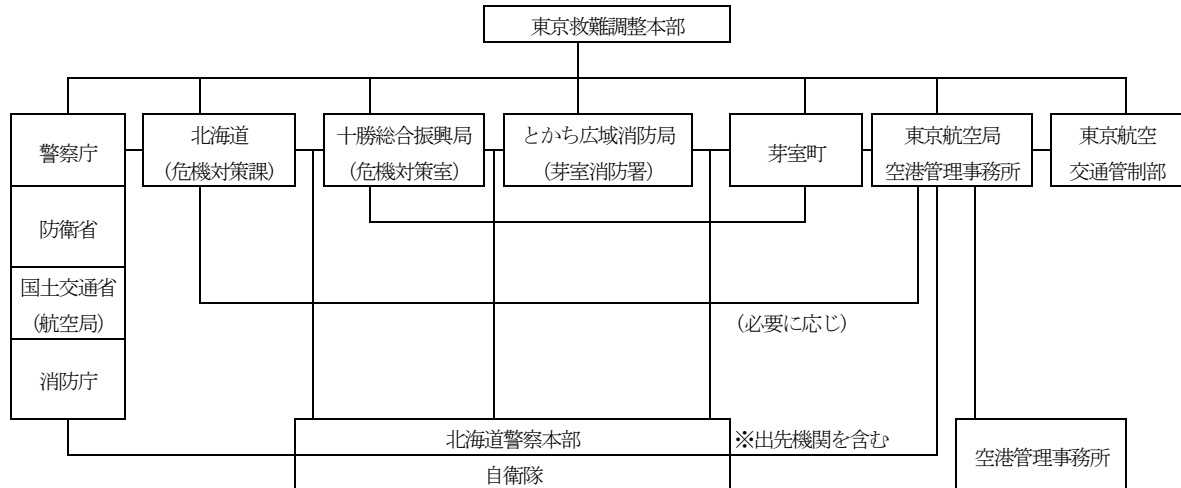 東京救難調整本部
警察庁
北海道
(危機対策課)
十勝総合振興局
(危機対策室)
とかち広域消防局
(芽室消防署)
芽室町
東京航空局
空港管理事務所
東京航空
交通管制部
防衛省
国土交通省
(航空局)
(必要に応じ)
消防庁
北海道警察本部
※出先機関を含む
自衛隊
空港管理事務所